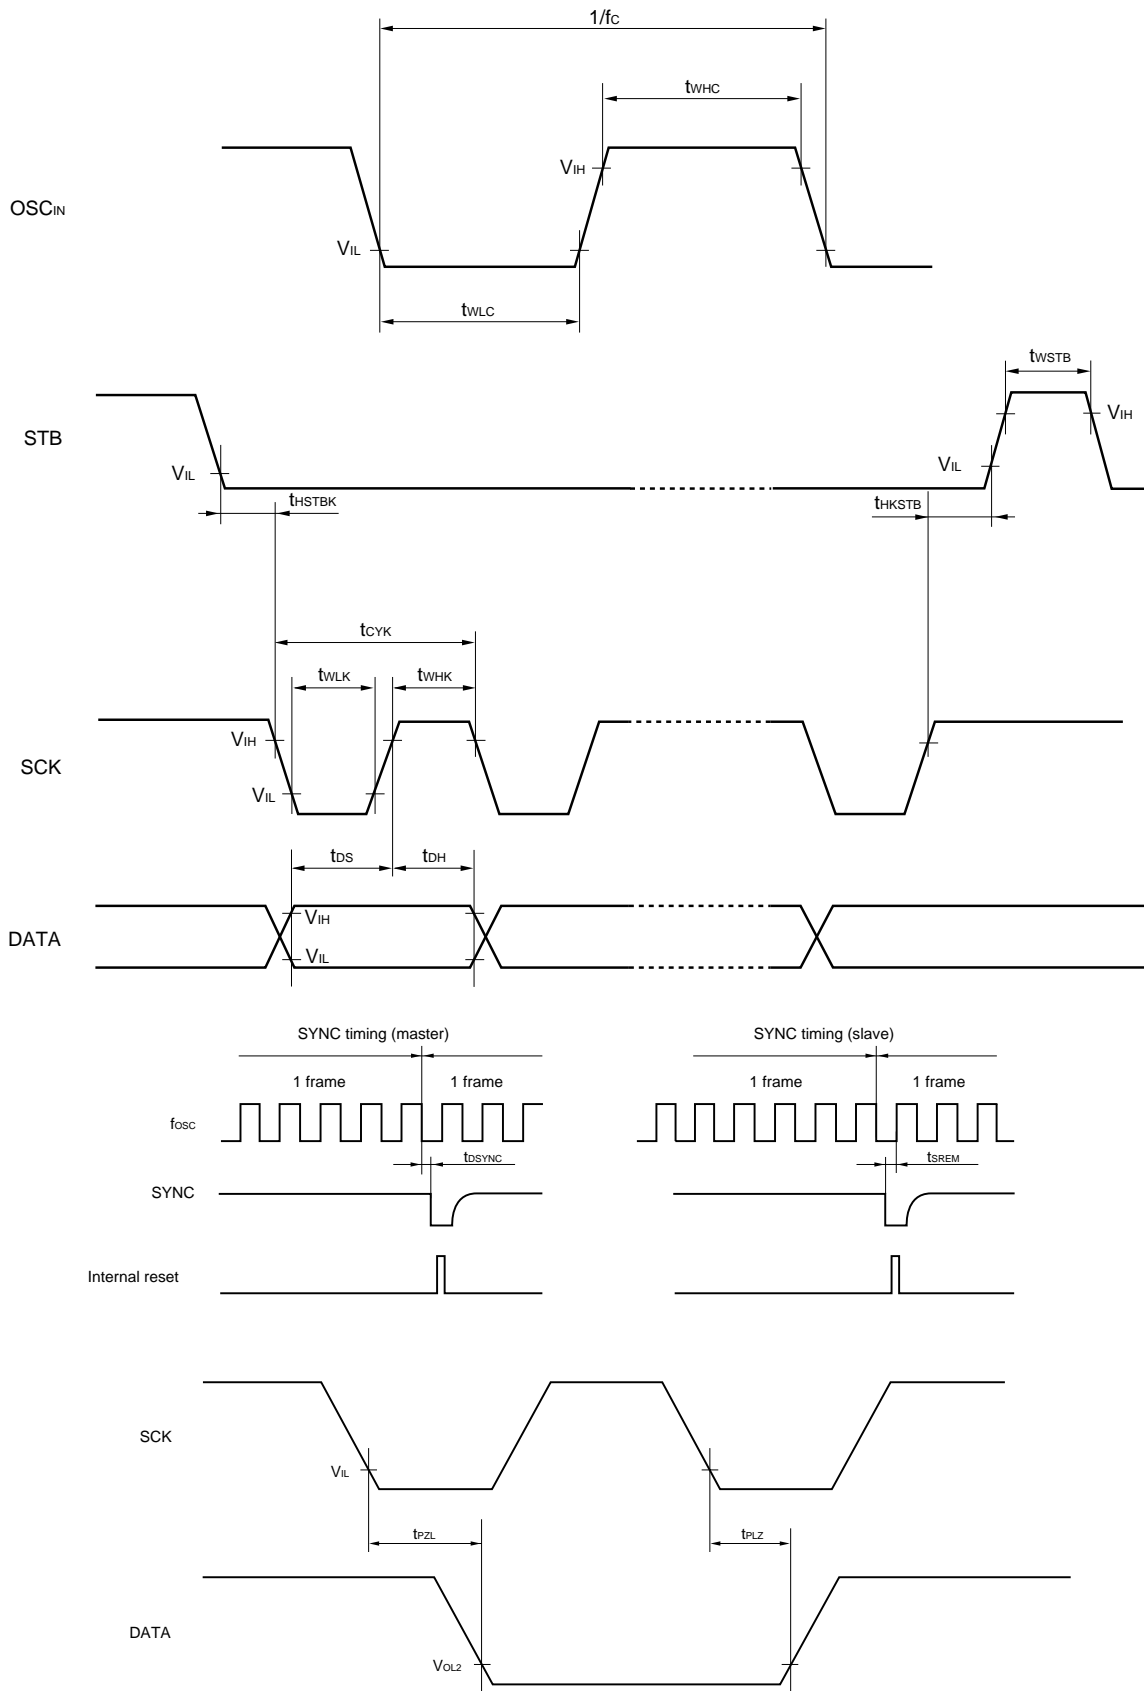 1/fC
tWHC
VIH
OSCIN
VIL
tWLC
tWSTB
VIH
STB
VIL
VIL
tHSTBK
tHKSTB
tCYK
tWLK
tWHK
VIH
SCK
VIL
tDS
tDH
VIH
DATA
VIL
SYNC timing (master)
SYNC timing (slave)
1 frame
1 frame
1 frame
1 frame
fOSC
tDSYNC
tSREM
SYNC
Internal reset
SCK
VIL
tPZL
tPLZ
DATA
VOL2